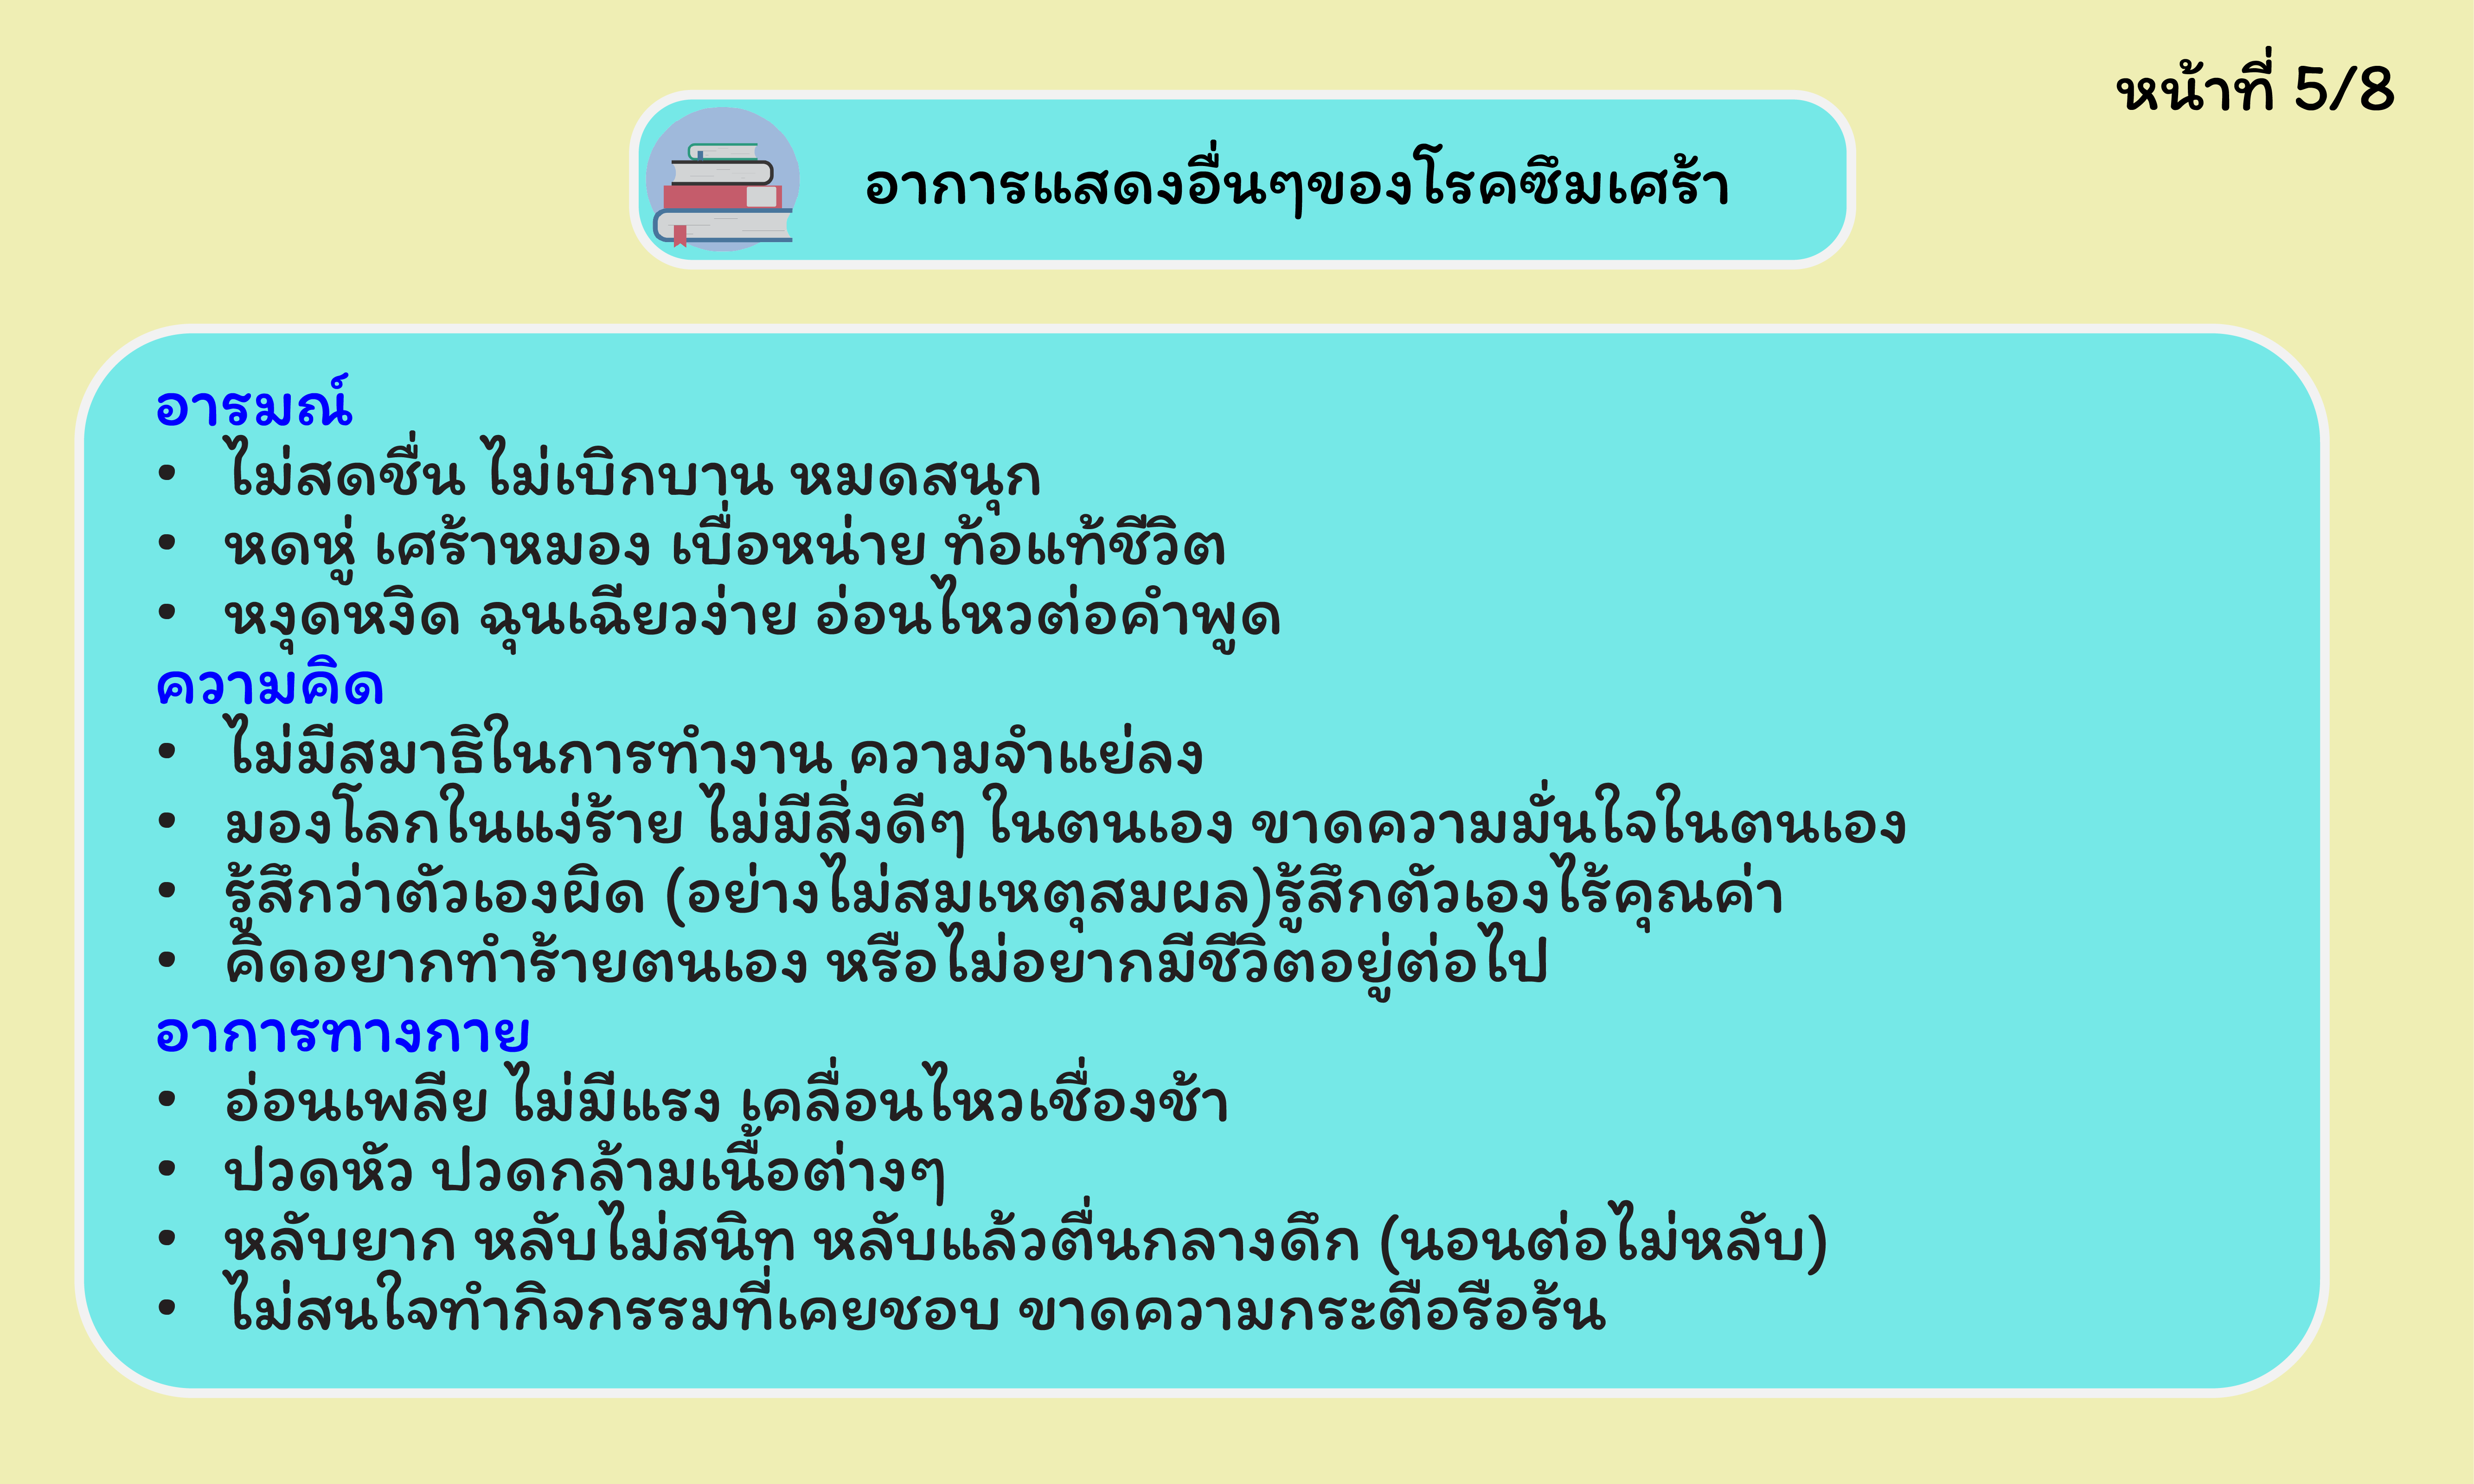 หน้าที่ 5/8
อาการแสดงอื่นๆของโรคซึมเศร้า
อารมณ์
• ไม่สดชื่น ไม่เบิกบาน หมดสนุก
• หดหู่ เศร้าหมอง เบื่อหน่าย ท้อแท้ชีวิต
• หงุดหงิด ฉุนเฉียวง่าย อ่อนไหวต่อคำพูด
ความคิด
• ไม่มีสมาธิในการทำงาน ความจำแย่ลง
• มองโลกในแง่ร้าย ไม่มีสิ่งดีๆ ในตนเอง ขาดความมั่นใจในตนเอง
• รู้สึกว่าตัวเองผิด (อย่างไม่สมเหตุสมผล)รู้สึกตัวเองไร้คุณค่า
• คิดอยากทำร้ายตนเอง หรือไม่อยากมีชีวิตอยู่ต่อไป
อาการทางกาย
• อ่อนเพลีย ไม่มีแรง เคลื่อนไหวเชื่องช้า
• ปวดหัว ปวดกล้ามเนื้อต่างๆ
• หลับยาก หลับไม่สนิท หลับแล้วตื่นกลางดึก (นอนต่อไม่หลับ)
• ไม่สนใจทำกิจกรรมที่เคยชอบ ขาดความกระตือรือร้น